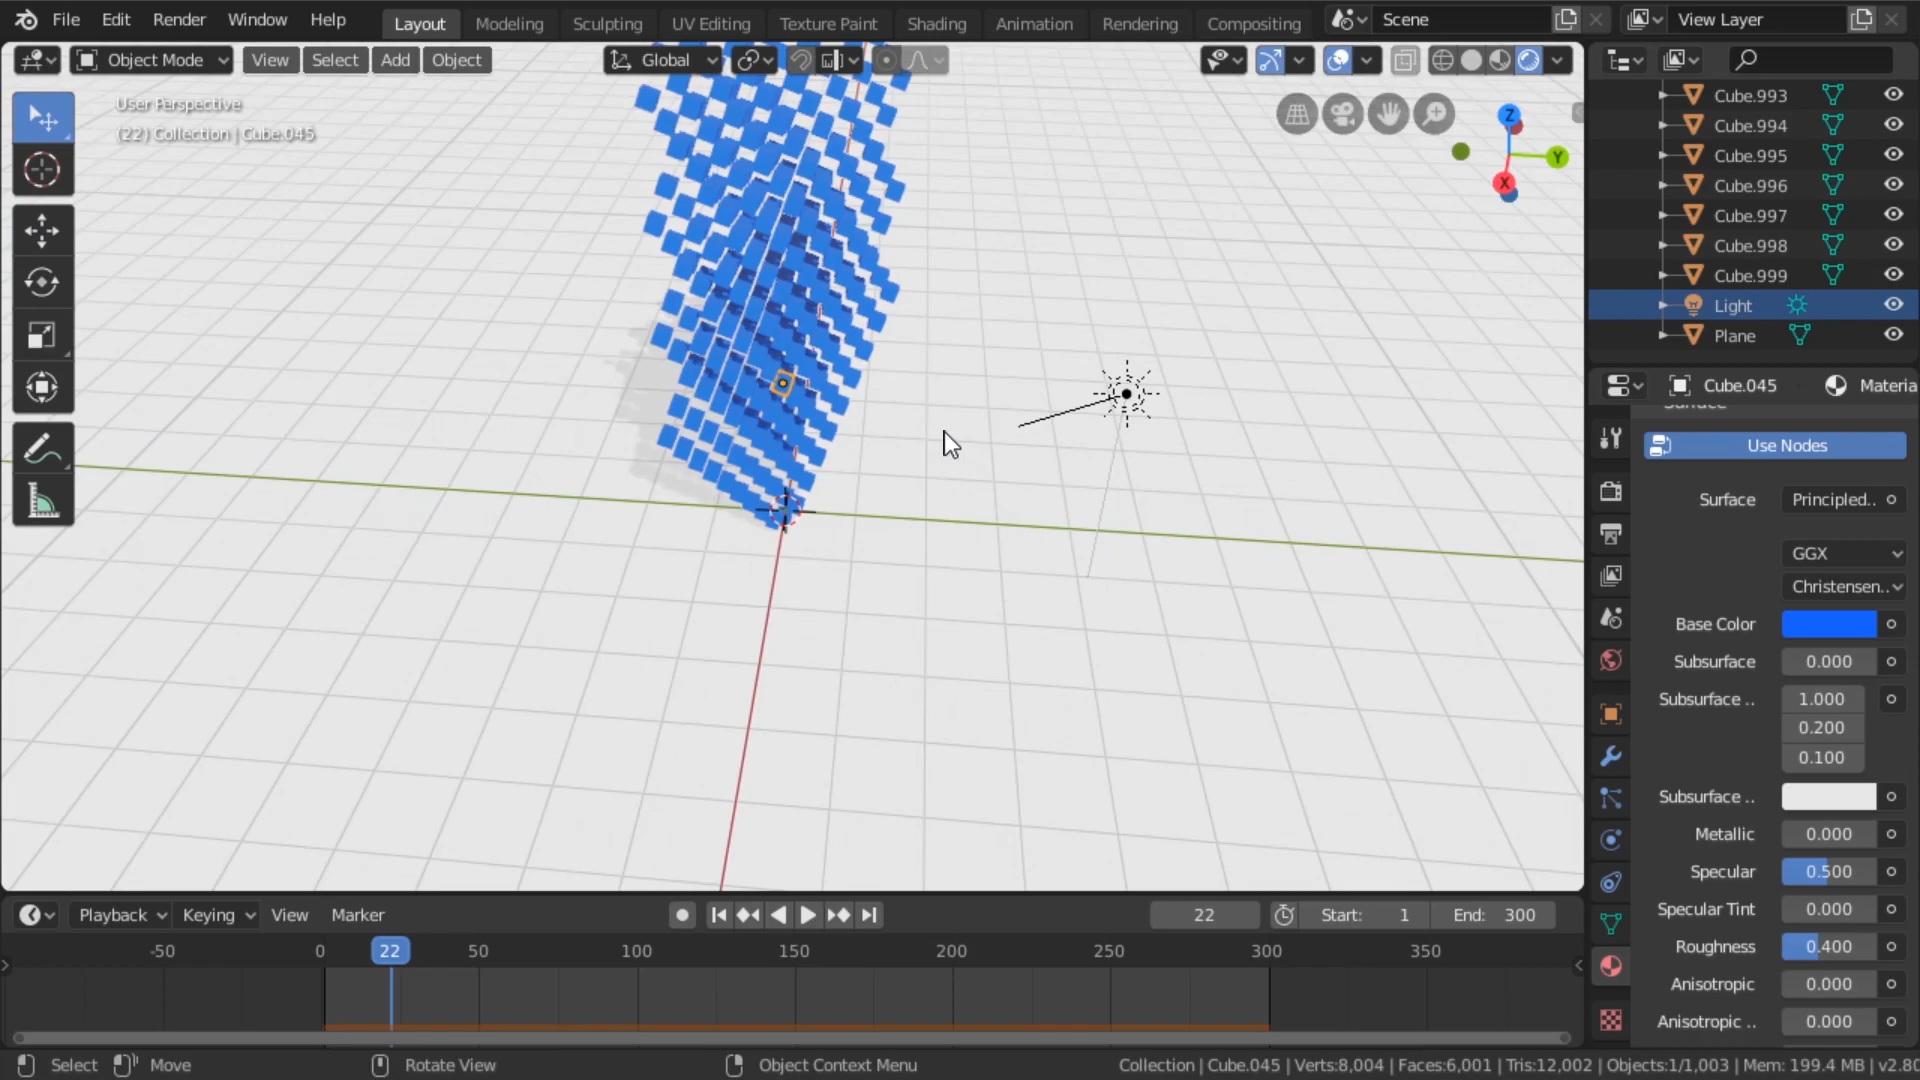 File Edit Render Window Help
Layout Modeling Sculpting UV Editing Texture Paint Shading Animation Rendering Compositing
Scene
View Layer
Object Mode View Select Add Object
Global
User Perspective
(22) Collection | Cube.045
Z
Y
X
Cube.993
Cube.994
Cube.995
Cube.996
Cube.997
Cube.998
Cube.999
Light
Plane
Cube.045 Materia
Surface
Use Nodes
Surface Principled..
GGX
Christensen..
Base Color
Subsurface 0.000
Subsurface .. 1.000
0.200
0.100
Subsurface ..
Metallic 0.000
Specular 0.500
Specular Tint 0.000
Roughness 0.400
Anisotropic 0.000
Anisotropic .. 0.000
Playback Keying View Marker
22 Start: 1 End: 300
-50 0 22 50 100 150 200 250 300 350
Select Move Rotate View Object Context Menu
Collection | Cube.045 | Verts:8,004 | Faces:6,001 | Tris:12,002 | Objects:1/1,003 | Mem: 199.4 MB | v2.80